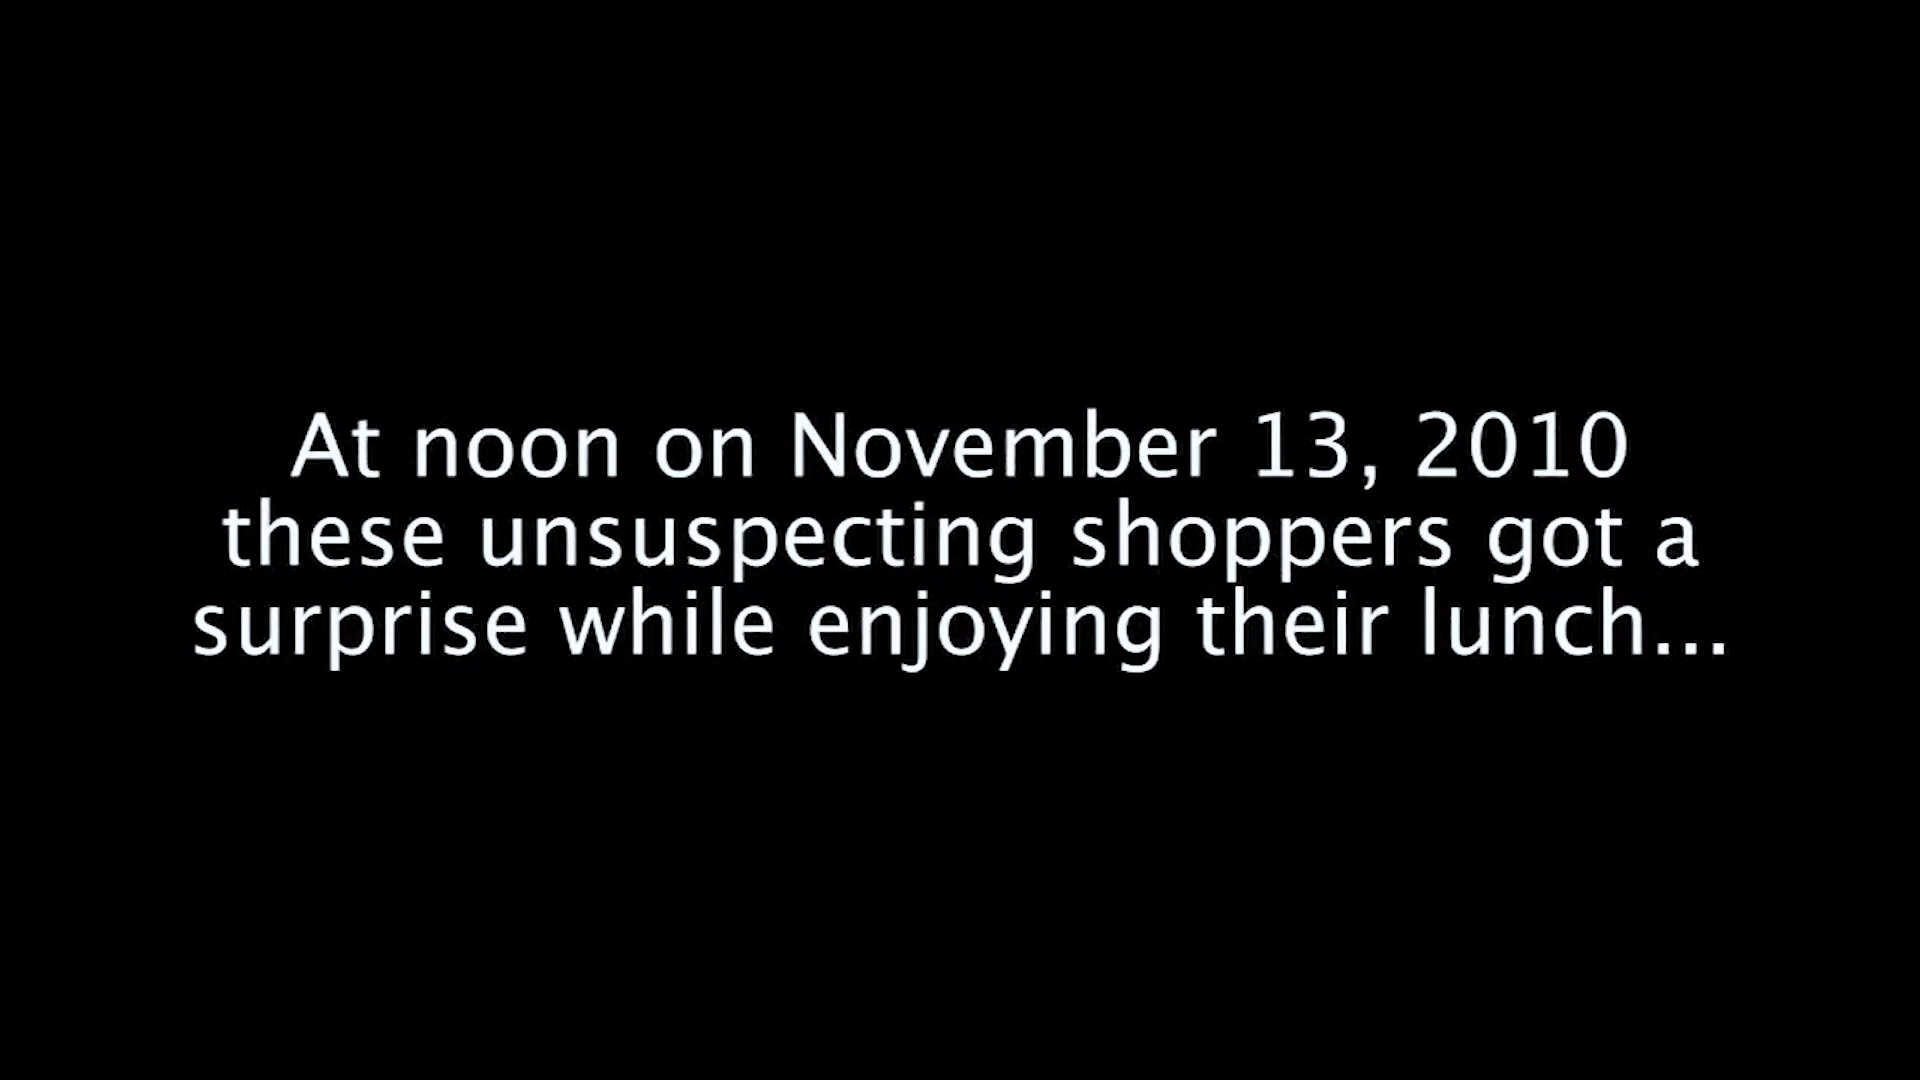 At noon on November 13, 2010
these unsuspecting shoppers got a
surprise while enjoying their lunch...